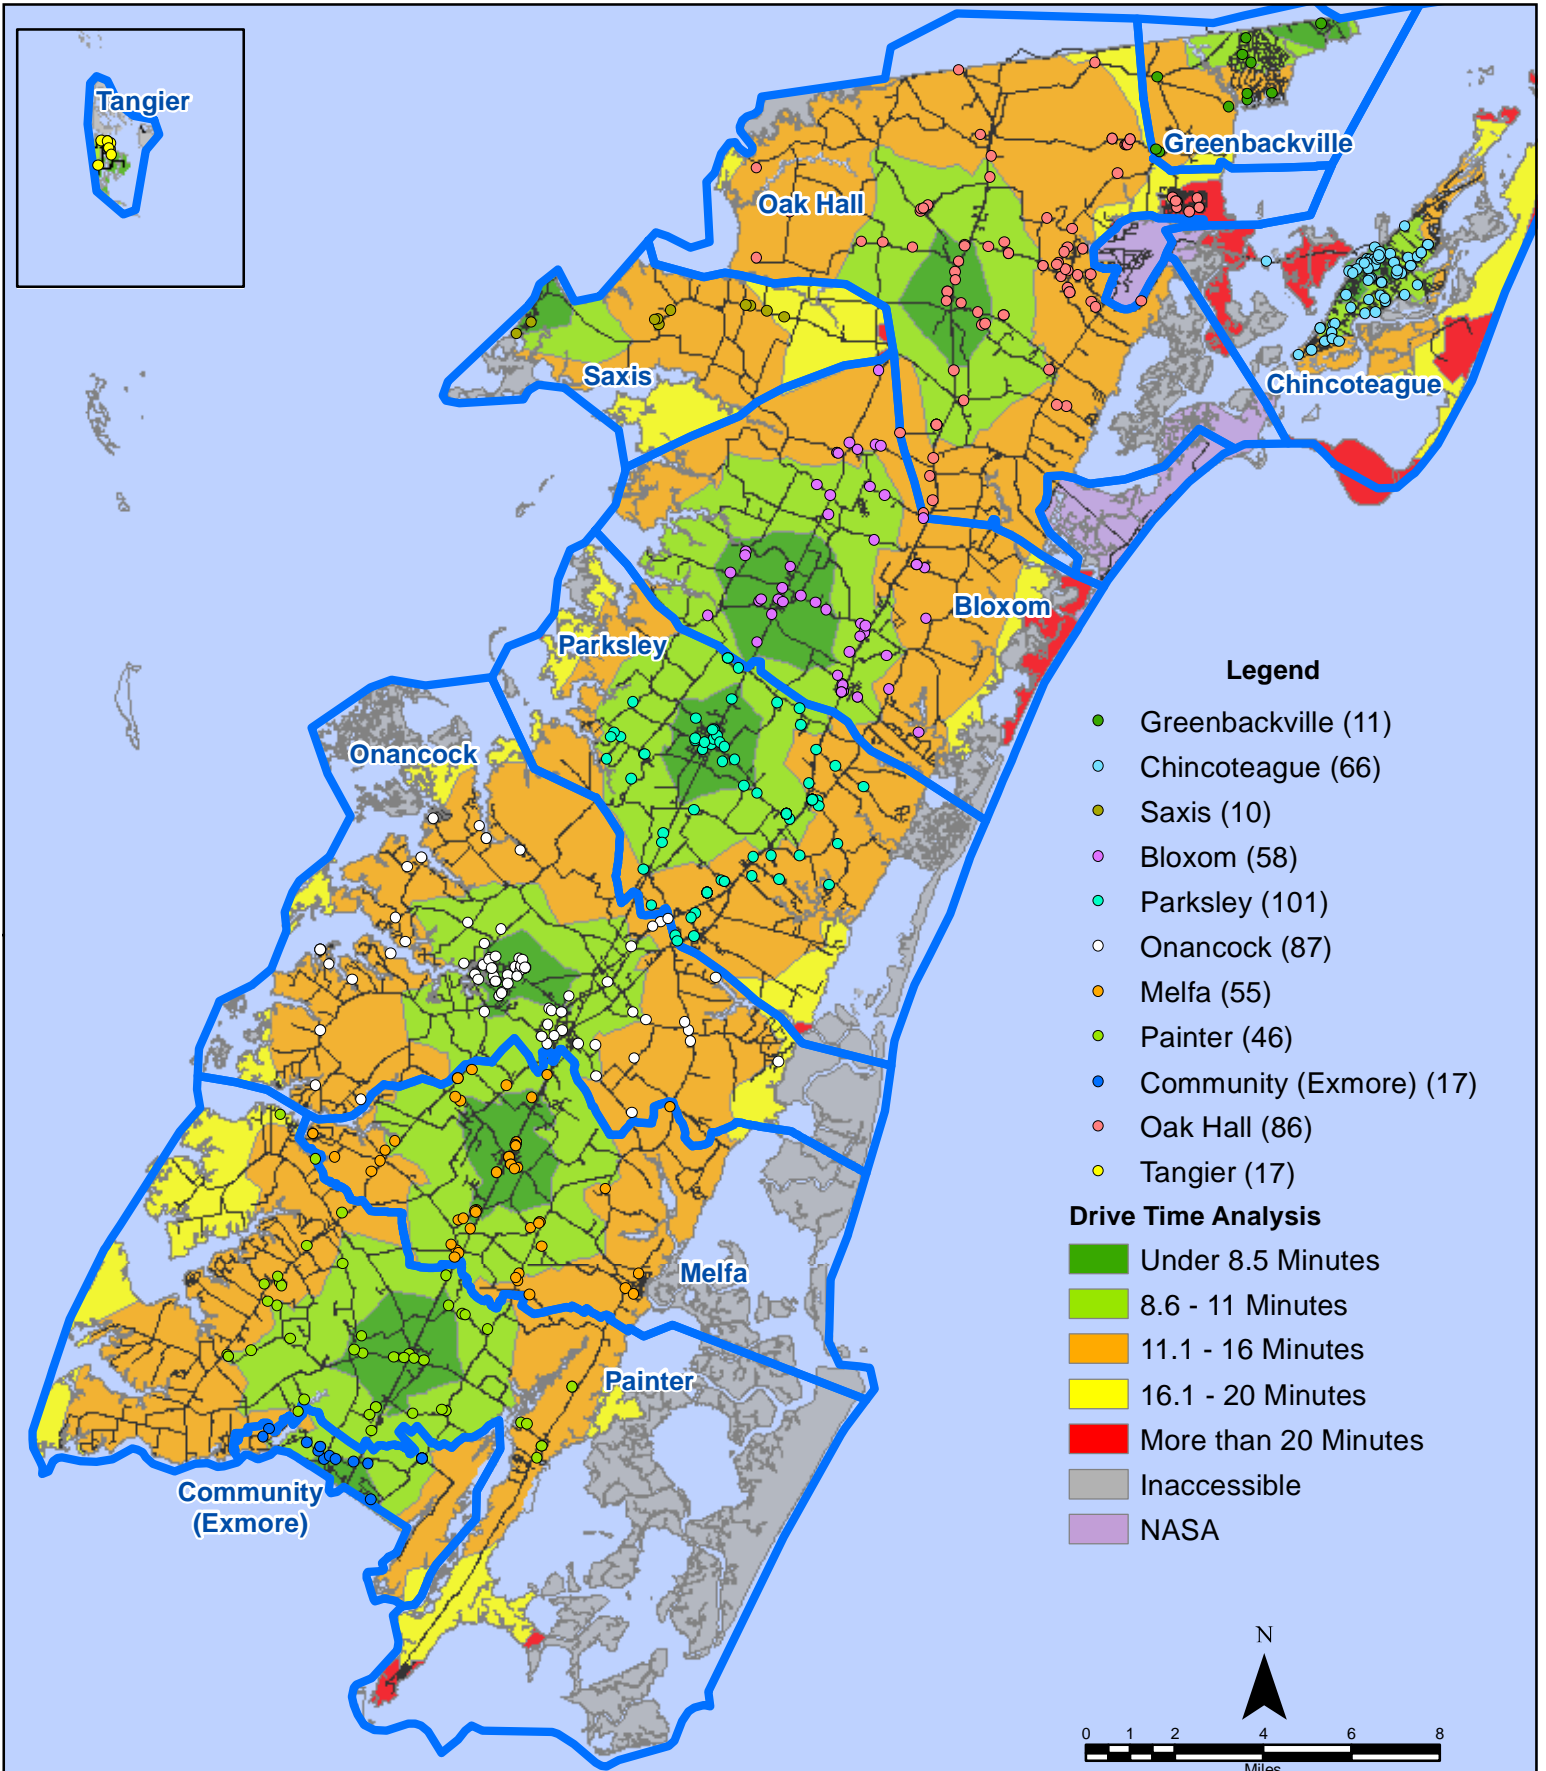 Tangier
Greenbackville
Oak Hall
Chincoteague
Saxis
Bloxom
Parksley
Onancock
Melfa
Painter
Community
(Exmore)
Legend
Greenbackville (11)
Chincoteague (66)
Saxis (10)
Bloxom (58)
Parksley (101)
Onancock (87)
Melfa (55)
Painter (46)
Community (Exmore) (17)
Oak Hall (86)
Tangier (17)
Drive Time Analysis
Under 8.5 Minutes
8.6 - 11 Minutes
11.1 - 16 Minutes
16.1 - 20 Minutes
More than 20 Minutes
Inaccessible
NASA
N
0 1 2 4 6 8
Miles